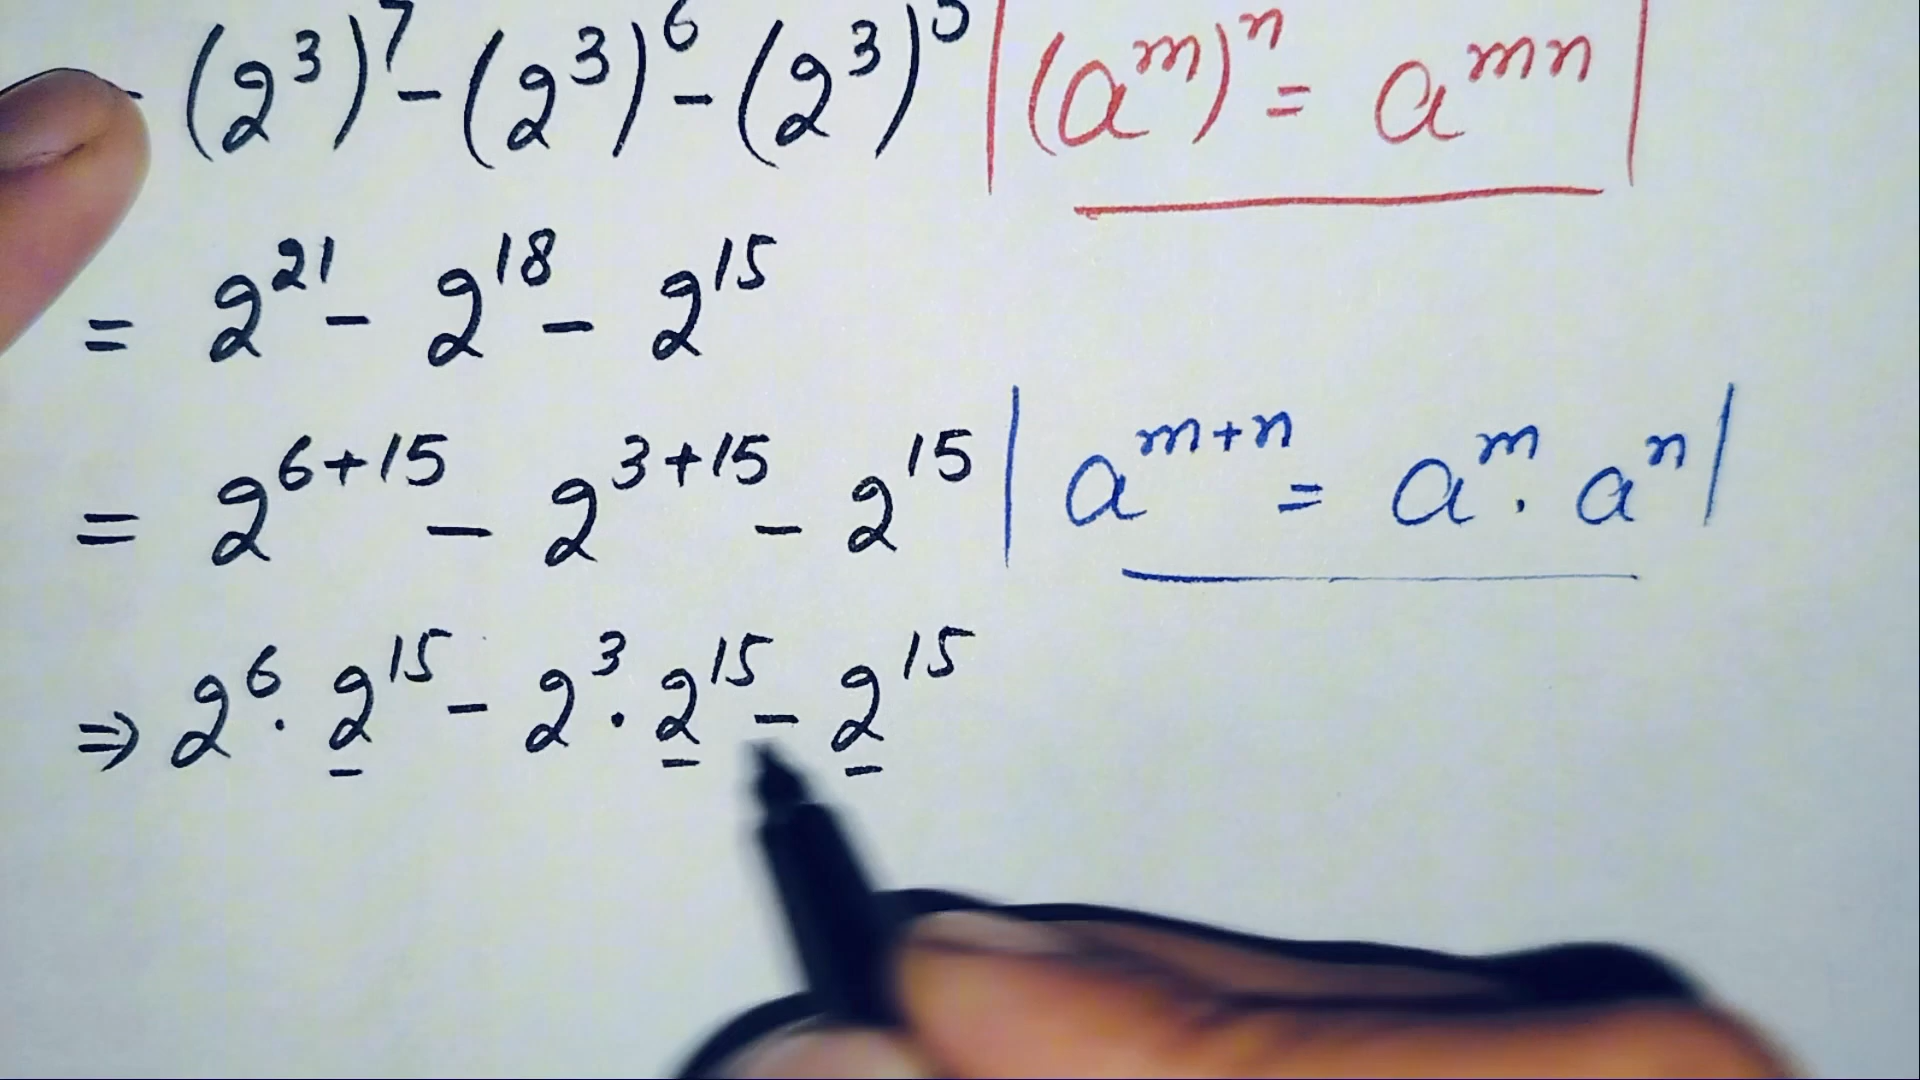 = (2³)⁷ - (2³)⁶ - (2³)⁵ | (aᵐ)ⁿ = aᵐⁿ |
= 2²¹ - 2¹⁸ - 2¹⁵
= 2⁶⁺¹⁵ - 2³⁺¹⁵ - 2¹⁵ | aᵐ⁺ⁿ = aᵐ · aⁿ |
⇒ 2⁶ · 2¹⁵ - 2³ · 2¹⁵ - 2¹⁵